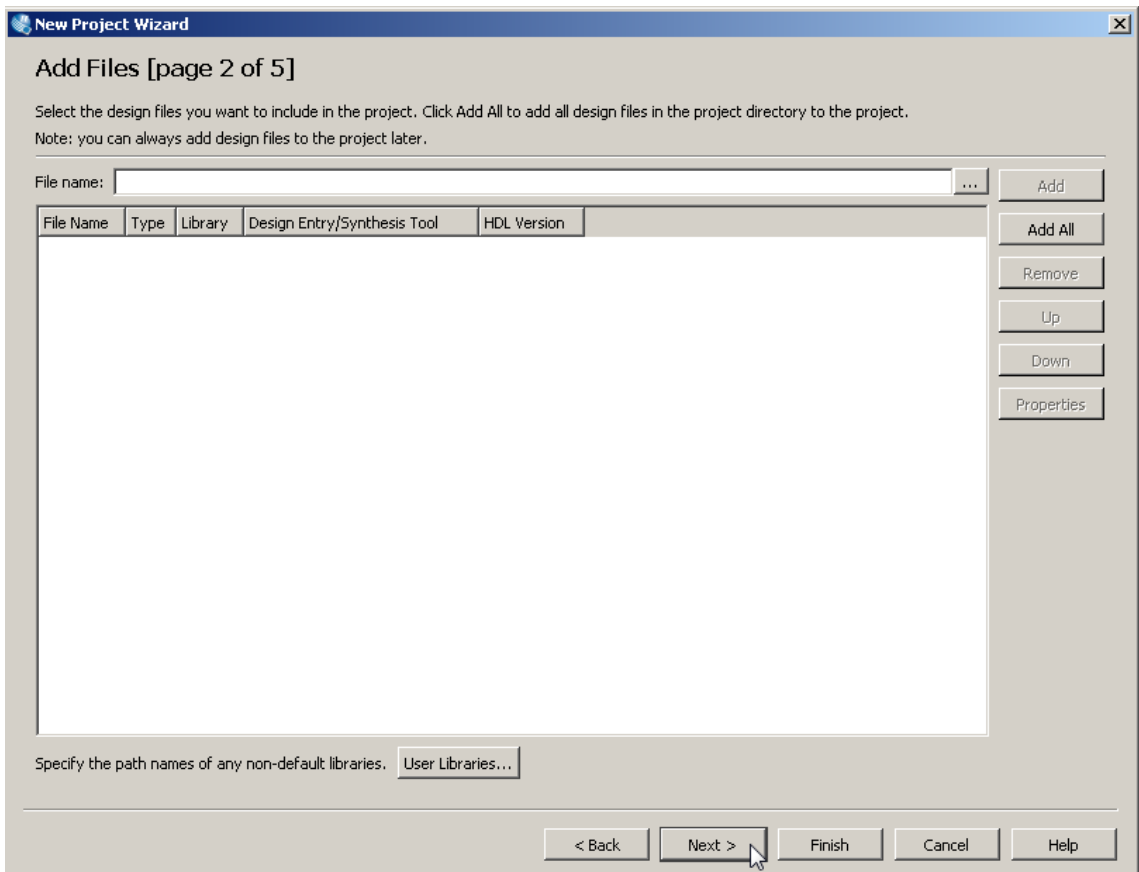 New Project Wizard
Add Files [page 2 of 5]
Select the design files you want to include in the project. Click Add All to add all design files in the project directory to the project.
Note: you can always add design files to the project later.
File name: ... Add
File Name Type Library Design Entry/Synthesis Tool HDL Version
Add All
Remove
Up
Down
Properties
Specify the path names of any non-default libraries. User Libraries...
< Back Next > Finish Cancel Help